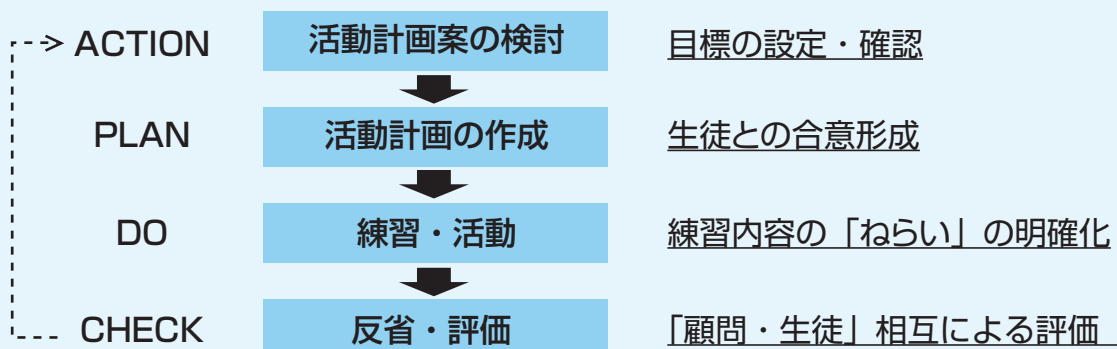 ACTION 活動計画案の検討 目標の設定・確認
PLAN 活動計画の作成 生徒との合意形成
DO 練習・活動 練習内容の「ねらい」の明確化
CHECK 反省・評価 「顧問・生徒」相互による評価